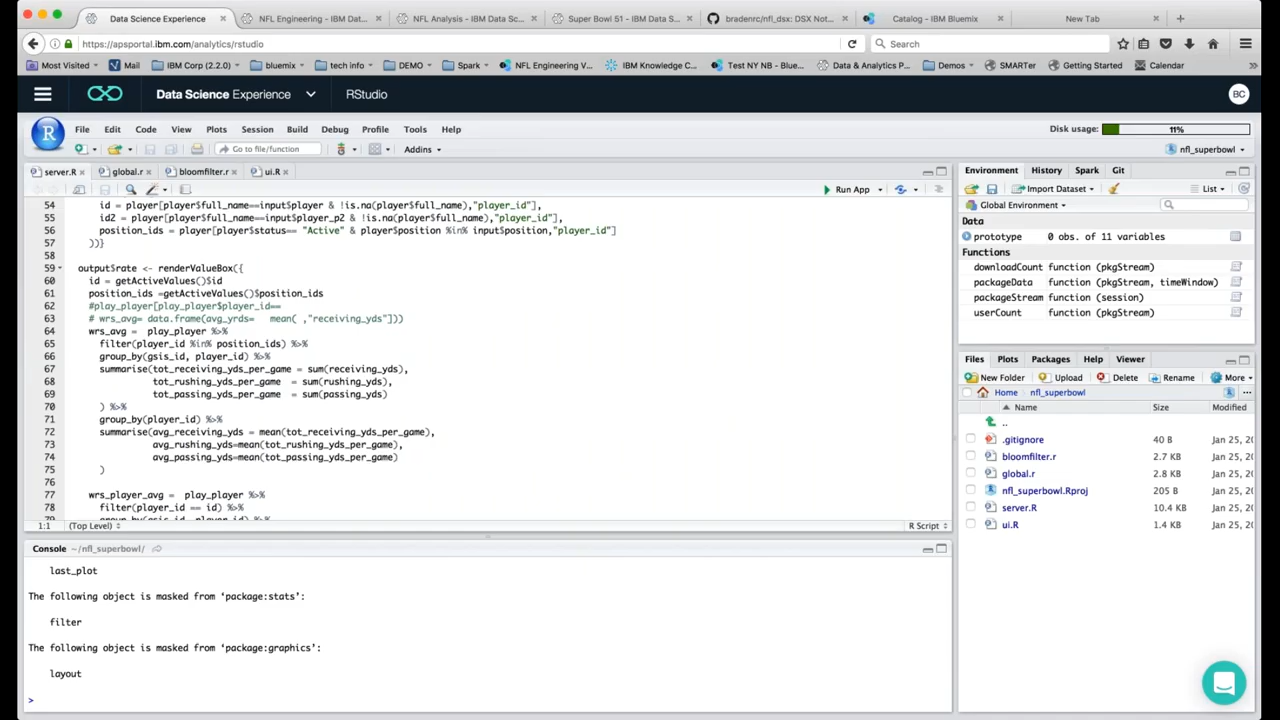 Data Science Experience
NFL Engineering - IBM Dat...
NFL Analysis - IBM Data Sc...
Super Bowl 51 - IBM Data S...
bradenrc/nfl_dsx: DSX Not...
Catalog - IBM Bluemix
New Tab
https://apsportal.ibm.com/analytics/rstudio
Search
Most Visited
Mail
IBM Corp (2.2.0)
bluemix
tech info
DEMO
Spark
NFL Engineering V...
IBM Knowledge C...
Test NY NB - Blue...
Data & Analytics P...
Demos
SMARTer
Getting Started
Calendar
Data Science Experience
RStudio
BC
File Edit Code View Plots Session Build Debug Profile Tools Help
Disk usage: 11%
Go to file/function
Addins
nfl_superbowl
server.R
global.r
bloomfilter.r
ui.R
Run App
54 id = player[player$full_name==input$player & !is.na(player$full_name),"player_id"],
55 id2 = player[player$full_name==input$player_p2 & !is.na(player$full_name),"player_id"],
56 position_ids = player[player$status== "Active" & player$position %in% input$position,"player_id"]
57 ))}
58
59 output$rate <- renderValueBox({
60 id = getActiveValues()$id
61 position_ids =getActiveValues()$position_ids
62 #play_player[play_player$player_id==
63 # wrs_avg= data.frame(avg_yrds= mean( ,"receiving_yds"]))
64 wrs_avg = play_player %>%
65 filter(player_id %in% position_ids) %>%
66 group_by(gsis_id, player_id) %>%
67 summarise(tot_receiving_yds_per_game = sum(receiving_yds),
68 tot_rushing_yds_per_game = sum(rushing_yds),
69 tot_passing_yds_per_game = sum(passing_yds)
70 ) %>%
71 group_by(player_id) %>%
72 summarise(avg_receiving_yds = mean(tot_receiving_yds_per_game),
73 avg_rushing_yds=mean(tot_rushing_yds_per_game),
74 avg_passing_yds=mean(tot_passing_yds_per_game)
75 )
76
77 wrs_player_avg = play_player %>%
78 filter(player_id == id) %>%
79 group_by(gsis_id, player_id) %>%
1:1 (Top Level) R Script
Console ~/nfl_superbowl/
last_plot
The following object is masked from ‘package:stats’:
filter
The following object is masked from ‘package:graphics’:
layout
>
Environment History Spark Git
Import Dataset
List
Global Environment
Data
prototype 0 obs. of 11 variables
Functions
downloadCount function (pkgStream)
packageData function (pkgStream, timeWindow)
packageStream function (session)
userCount function (pkgStream)
Files Plots Packages Help Viewer
New Folder Upload Delete Rename More
Home nfl_superbowl
Name Size Modified
..
.gitignore 40 B Jan 25, 20
bloomfilter.r 2.7 KB Jan 25, 20
global.r 2.8 KB Jan 25, 20
nfl_superbowl.Rproj 205 B Jan 25, 20
server.R 10.4 KB Jan 25, 20
ui.R 1.4 KB Jan 25, 20